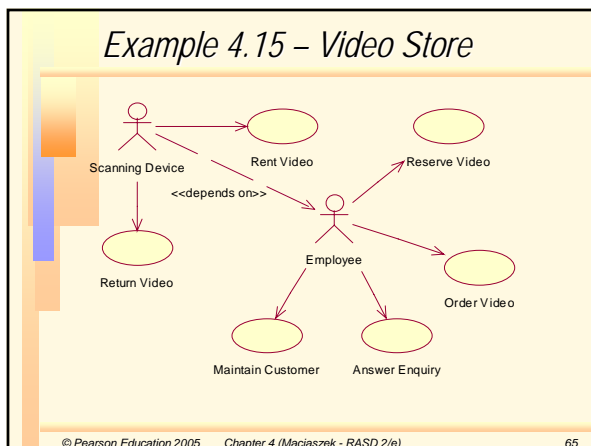 Example 4.15 – Video Store
Rent Video
Reserve Video
Scanning Device
<<depends on>>
Employee
Return Video
Order Video
Maintain Customer
Answer Enquiry
© Pearson Education 2005 Chapter 4 (Maciaszek - RASD 2/e) 65